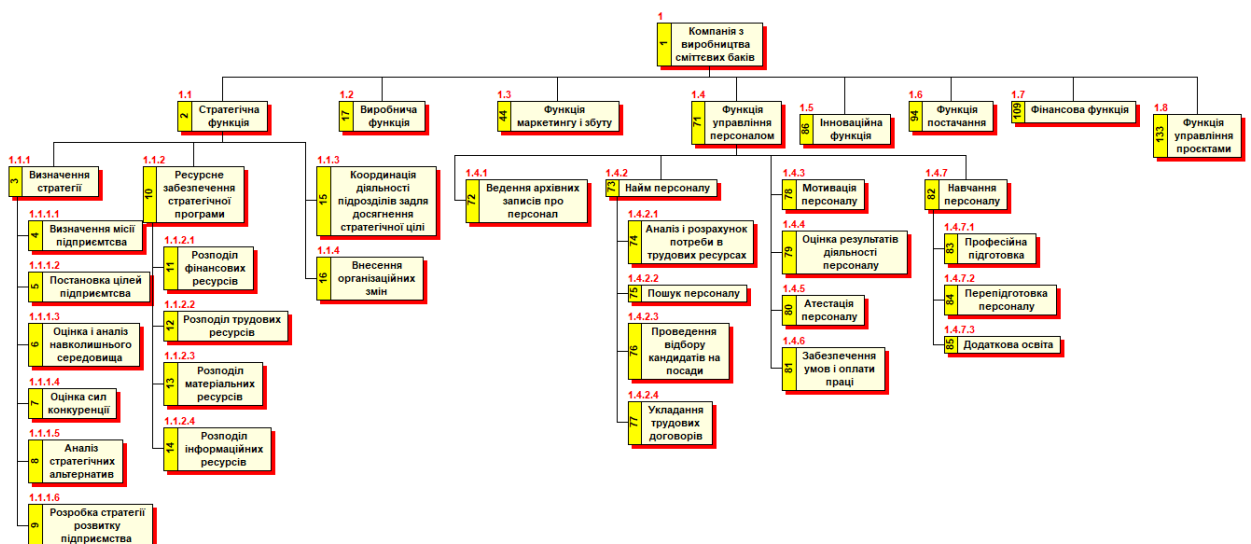 1
1
Компанія з
виробництва
сміттєвих баків
1.1
2
Стратегічна
функція
1.2
17
Виробнича
функція
1.3
44
Функція
маркетингу і збуту
1.4
71
Функція
управління
персоналом
1.5
86
Інноваційна
функція
1.6
94
Функція
постачання
1.7
109
Фінансова функція
1.8
133
Функція
управління
проєктами
1.1.1
3
Визначення
стратегії
1.1.1.1
4
Визначення місії
підприємтсва
1.1.1.2
5
Постановка цілей
підприємтсва
1.1.1.3
6
Оцінка і аналіз
навколишнього
середовища
1.1.1.4
7
Оцінка сил
конкуренції
1.1.1.5
8
Аналіз
стратегічних
альтернатив
1.1.1.6
9
Розробка стратегії
розвитку
підприємства
1.1.2
10
Ресурсне
забезпечення
стратегічної
програми
1.1.2.1
11
Розподіл
фінансових
ресурсів
1.1.2.2
12
Розподіл трудових
ресурсів
1.1.2.3
13
Розподіл
матеріальних
ресурсів
1.1.2.4
14
Розподіл
інформаційних
ресурсів
1.1.3
15
Координація
діяльності
підрозділів задля
досягнення
стратегічної цілі
1.1.4
16
Внесення
організаційних
змін
1.4.1
72
Ведення архівних
записів про
персонал
1.4.2
73
Найм персоналу
1.4.2.1
74
Аналіз і розрахунок
потреби в
трудових ресурсах
1.4.2.2
75
Пошук персоналу
1.4.2.3
76
Проведення
відбору
кандидатів на
посади
1.4.2.4
77
Укладання
трудових
договорів
1.4.3
78
Мотивація
персоналу
1.4.4
79
Оцінка результатів
діяльності
персоналу
1.4.5
80
Атестація
персоналу
1.4.6
81
Забезпечення
умов і оплати
праці
1.4.7
82
Навчання
персоналу
1.4.7.1
83
Професійна
підготовка
1.4.7.2
84
Перепідготовка
персоналу
1.4.7.3
85
Додаткова освіта